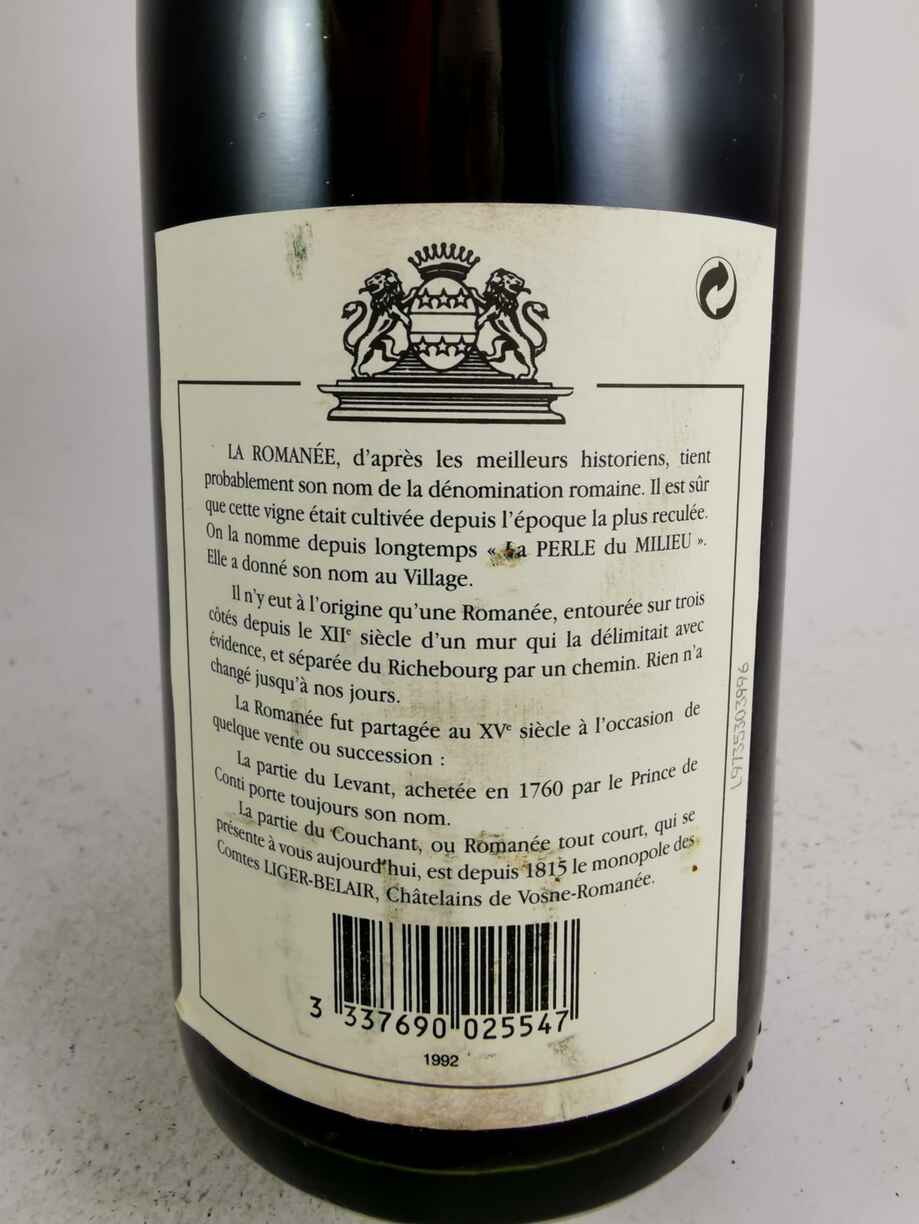 LA ROMANÉE, d'après les meilleurs historiens, tient
probablement son nom de la dénomination romaine. Il est sûr
que cette vigne était cultivée depuis l'époque la plus reculée.
On la nomme depuis longtemps « La PERLE du MILIEU ».
Elle a donné son nom au Village.
Il n'y eut à l'origine qu'une Romanée, entourée sur trois
côtés depuis le XIIe siècle d'un mur qui la délimitait avec
évidence, et séparée du Richebourg par un chemin. Rien n'a
changé jusqu'à nos jours.
La Romanée fut partagée au XVe siècle à l'occasion de
quelque vente ou succession :
La partie du Levant, achetée en 1760 par le Prince de
Conti porte toujours son nom.
La partie du Couchant, ou Romanée tout court, qui se
présente à vous aujourd'hui, est depuis 1815 le monopole des
Comtes LIGER-BELAIR, Châtelains de Vosne-Romanée.
3 337690 025547
1992
L9735303996